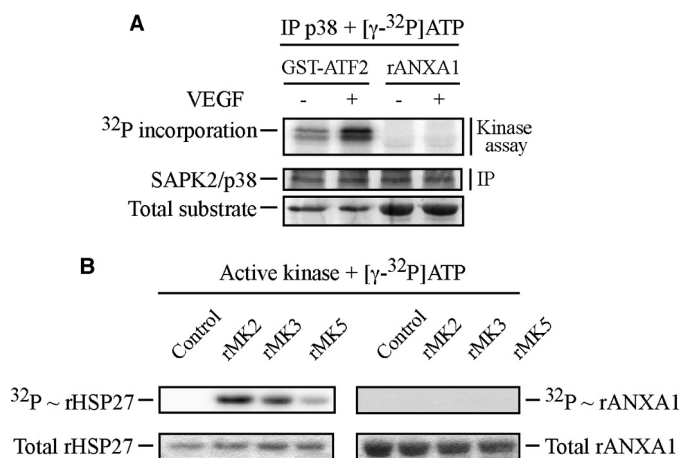 A
IP p38 + [γ-³²P]ATP
GST-ATF2 rANXA1
VEGF - + - +
³²P incorporation
Kinase assay
SAPK2/p38
IP
Total substrate
B
Active kinase + [γ-³²P]ATP
Control rMK2 rMK3 rMK5 Control rMK2 rMK3 rMK5
³²P ~ rHSP27
³²P ~ rANXA1
Total rHSP27
Total rANXA1